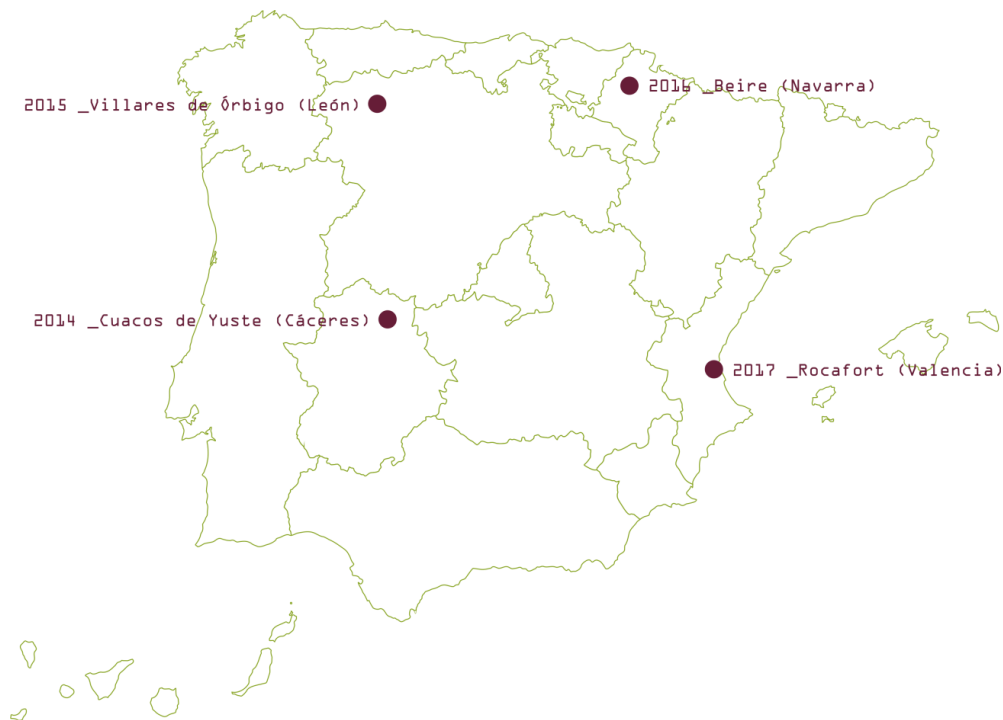 2016 _Beire (Navarra)
2015 _Villares de Órbigo (León)
2014 _Cuacos de Yuste (Cáceres)
2017 _Rocafort (Valencia)